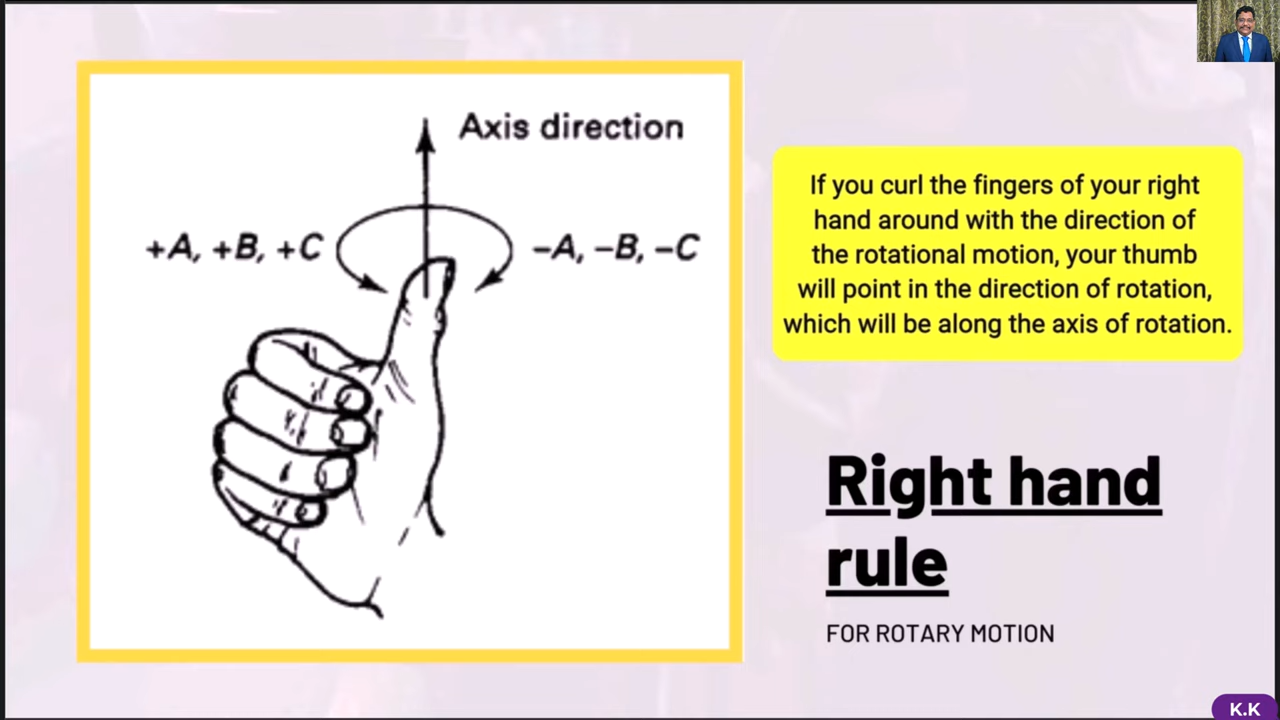 Axis direction
+A, +B, +C
−A, −B, −C
If you curl the fingers of your right
hand around with the direction of
the rotational motion, your thumb
will point in the direction of rotation,
which will be along the axis of rotation.
Right hand
rule
FOR ROTARY MOTION
K.K